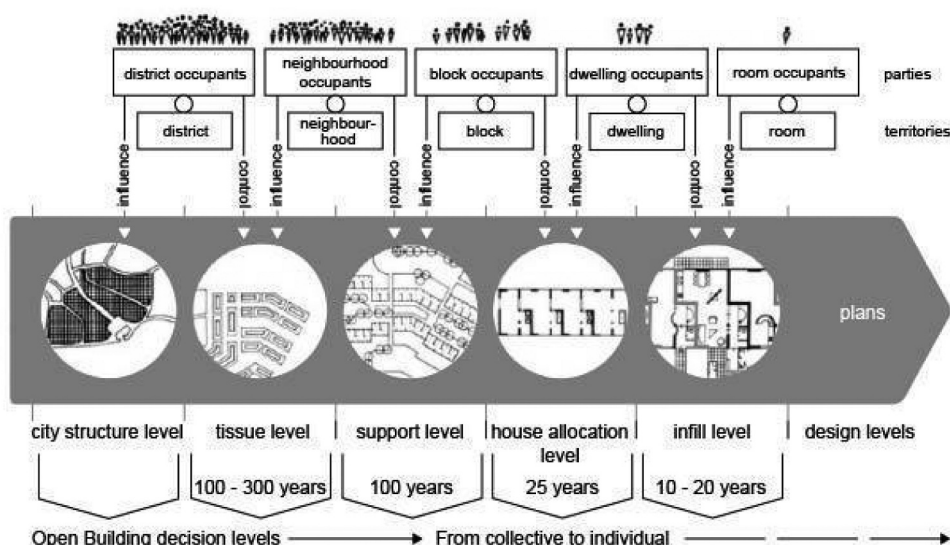 district occupants
neighbourhood
occupants
block occupants
dwelling occupants
room occupants
parties
district
neighbour-
hood
block
dwelling
room
territories
influence
control
influence
control
influence
control
influence
control
influence
plans
city structure level
tissue level
support level
house allocation
level
infill level
design levels
100 - 300 years
100 years
25 years
10 - 20 years
Open Building decision levels
From collective to individual